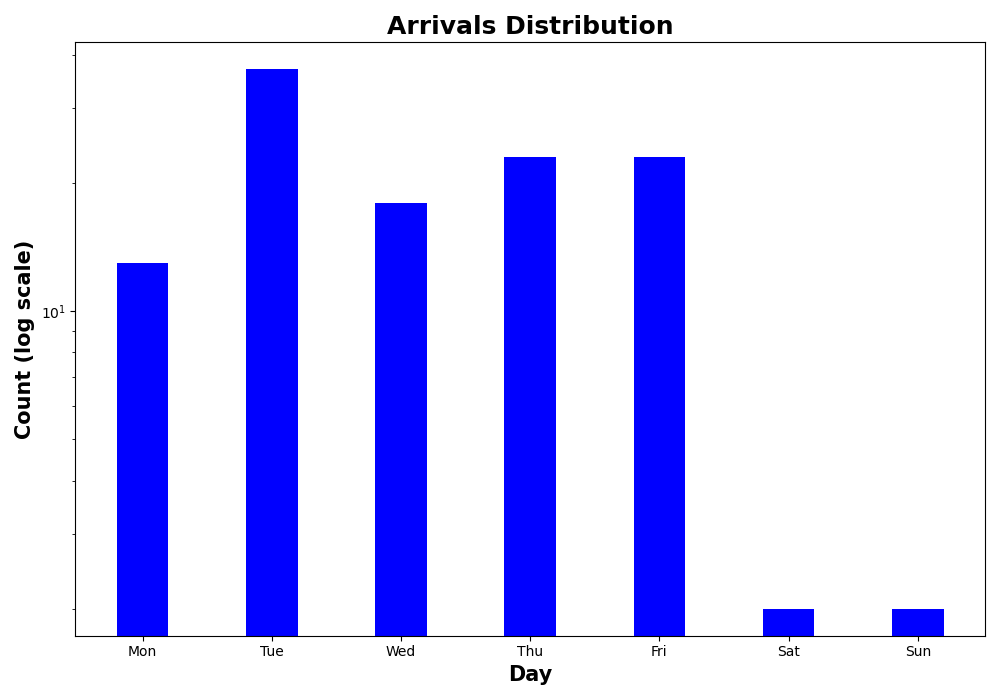 Arrivals Distribution
Count (log scale)
10¹
Mon Tue Wed Thu Fri Sat Sun
Day